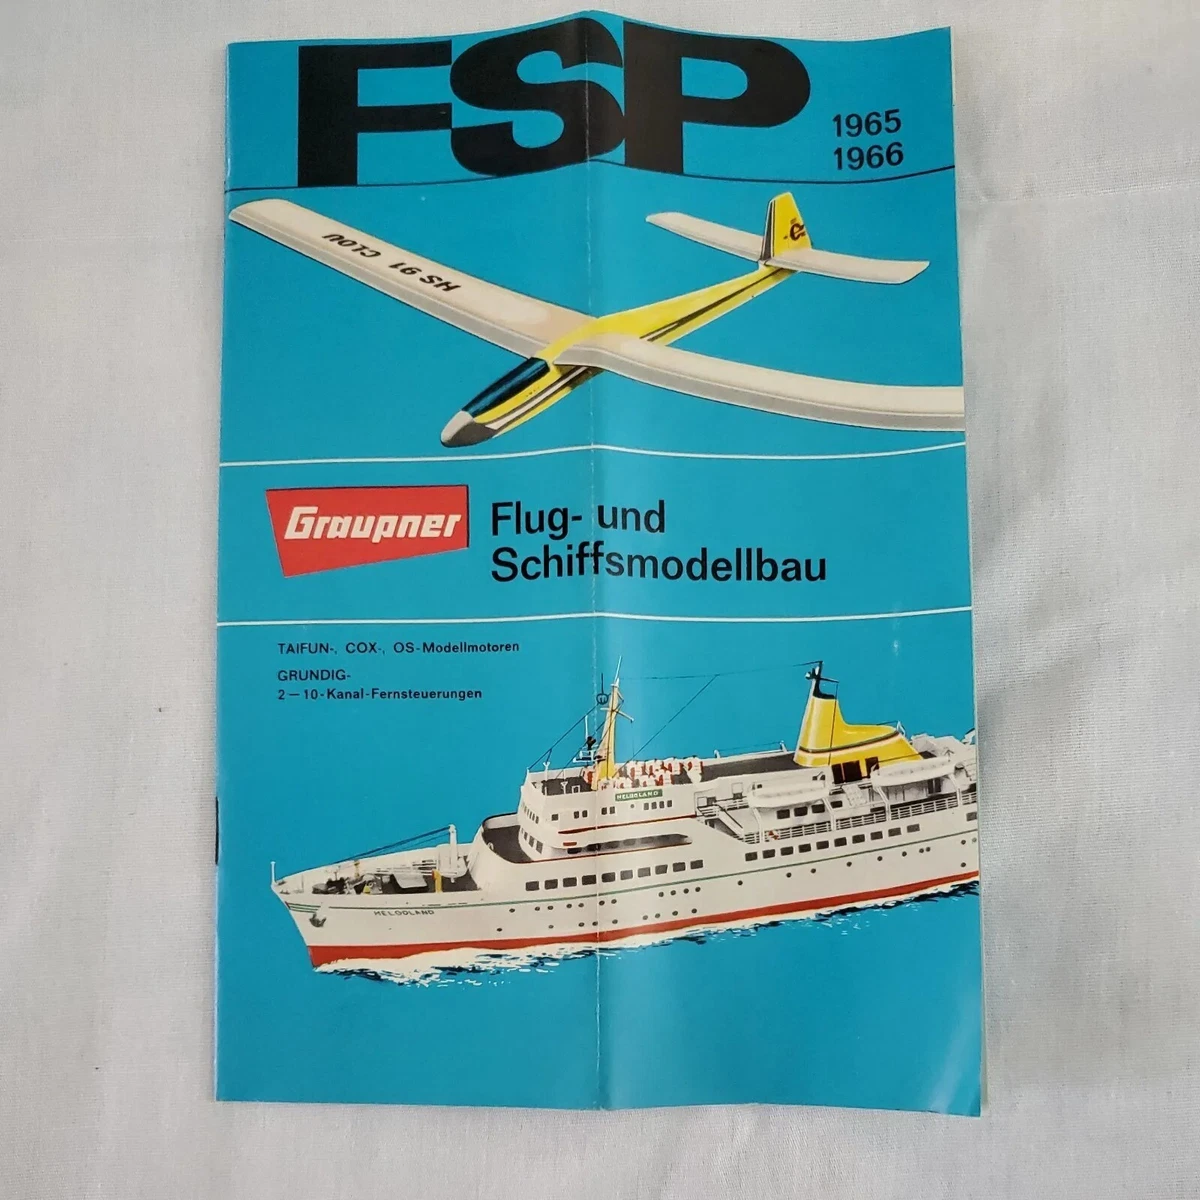 FSP
1965
1966
HS 91 CLOU
Graupner
Flug- und
Schiffsmodellbau
TAIFUN-, COX-, OS-Modellmotoren
GRUNDIG-
2—10-Kanal-Fernsteuerungen
HELGOLAND
HELGOLAND